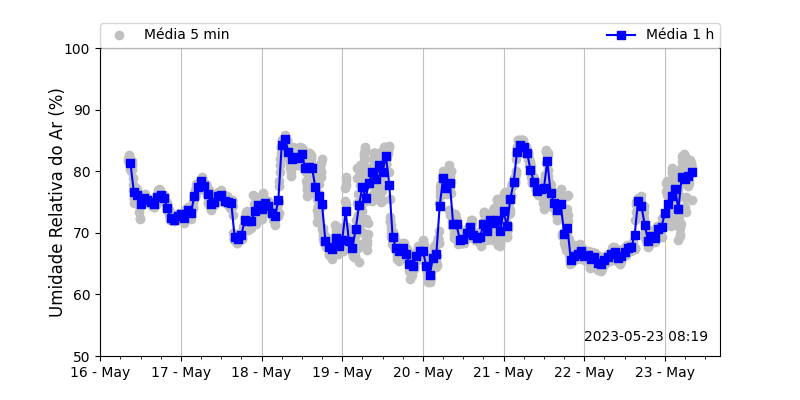 Média 5 min Média 1 h
Umidade Relativa do Ar (%)
100
90
80
70
60
50
2023-05-23 08:19
16 - May 17 - May 18 - May 19 - May 20 - May 21 - May 22 - May 23 - May